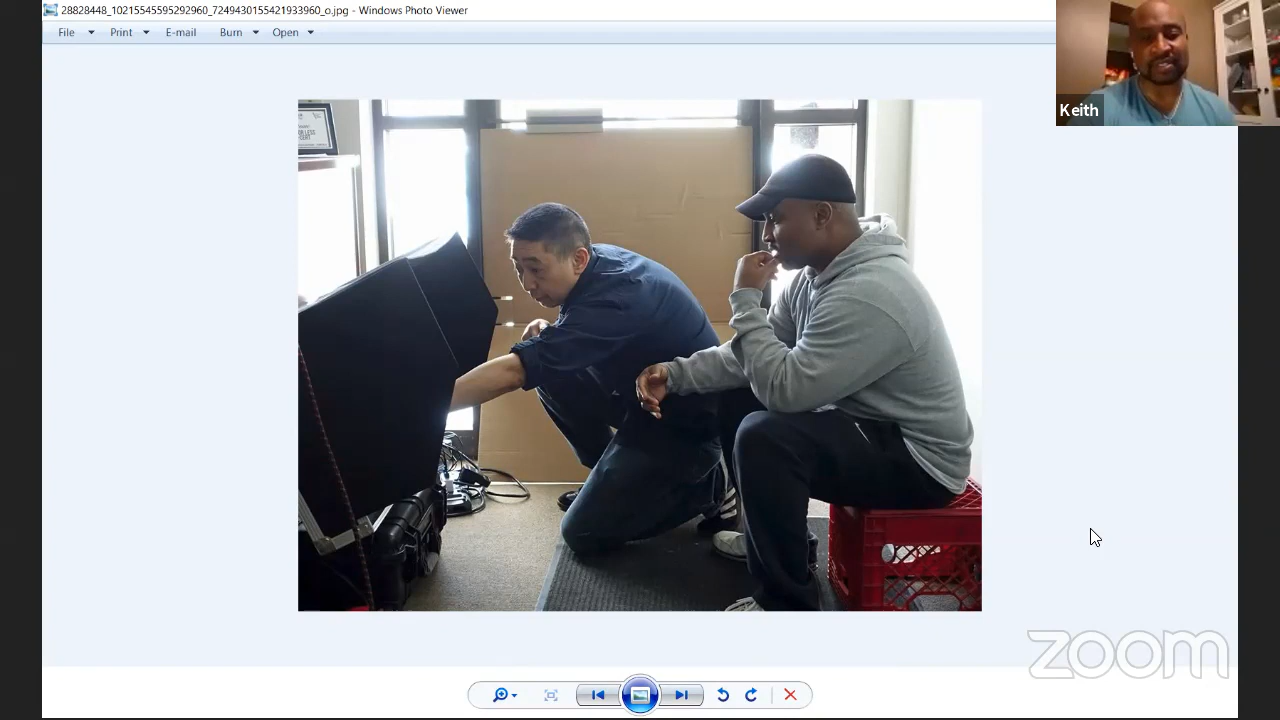 28828448_10215545595292960_7249430155421933960_o.jpg - Windows Photo Viewer
File Print E-mail Burn Open
Keith
zoom